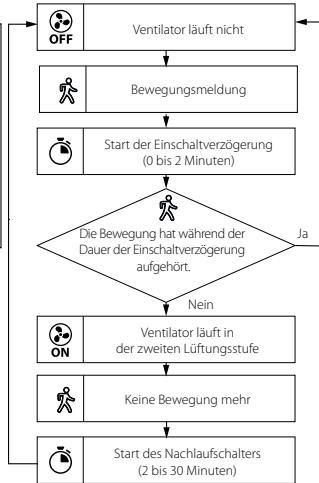 OFF
Ventilator läuft nicht
Bewegungsmeldung
Start der Einschaltverzögerung
(0 bis 2 Minuten)
Die Bewegung hat während der
Dauer der Einschaltverzögerung
aufgehört.
Ja
Nein
ON
Ventilator läuft in
der zweiten Lüftungsstufe
Keine Bewegung mehr
Start des Nachlaufschalters
(2 bis 30 Minuten)